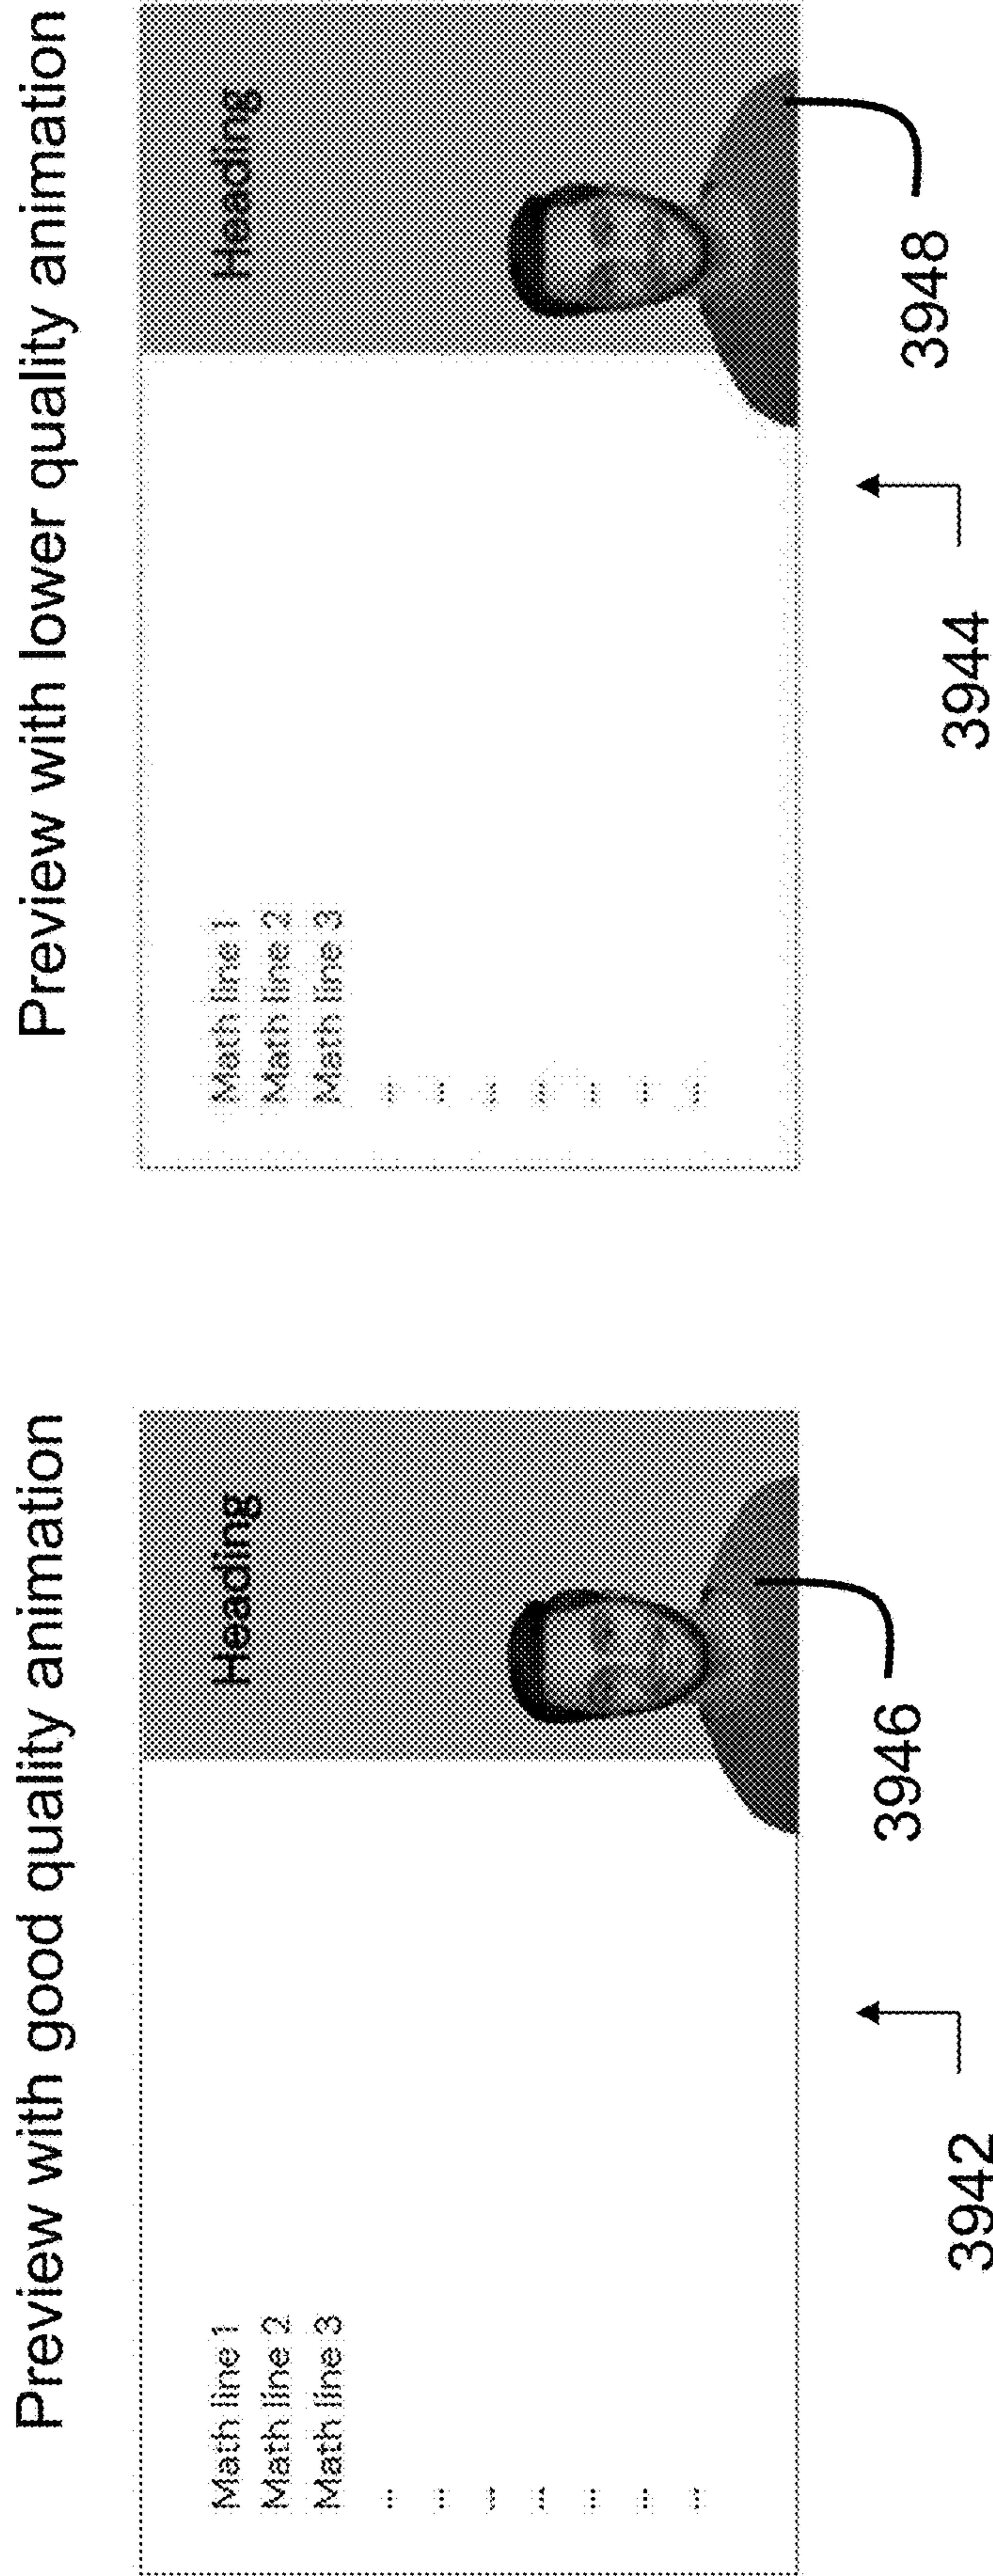 Preview with good quality animation
Math line 1
Math line 2
Math line 3
...
...
...
...
...
...
...
Heading
3942
3946
Preview with lower quality animation
Math line 1
Math line 2
Math line 3
...
...
...
...
...
...
...
Heading
3944
3948